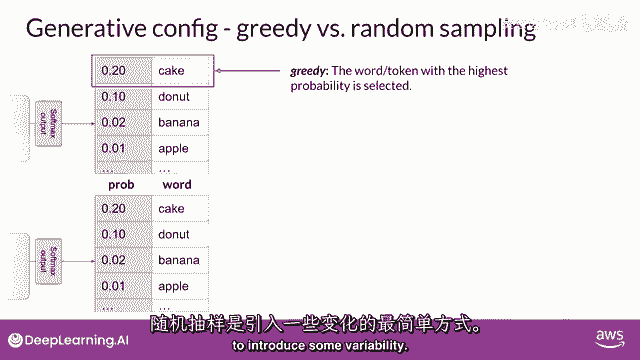 Generative config - greedy vs. random sampling
0.20 cake
0.10 donut
0.02 banana
0.01 apple
... ...
greedy: The word/token with the highest
probability is selected.
Softmax
output
prob word
0.20 cake
0.10 donut
0.02 banana
0.01 apple
... ...
Softmax
output
随机抽样是引入一些变化的最简单方式。
to introduce some variability.
DeepLearning.AI
aws